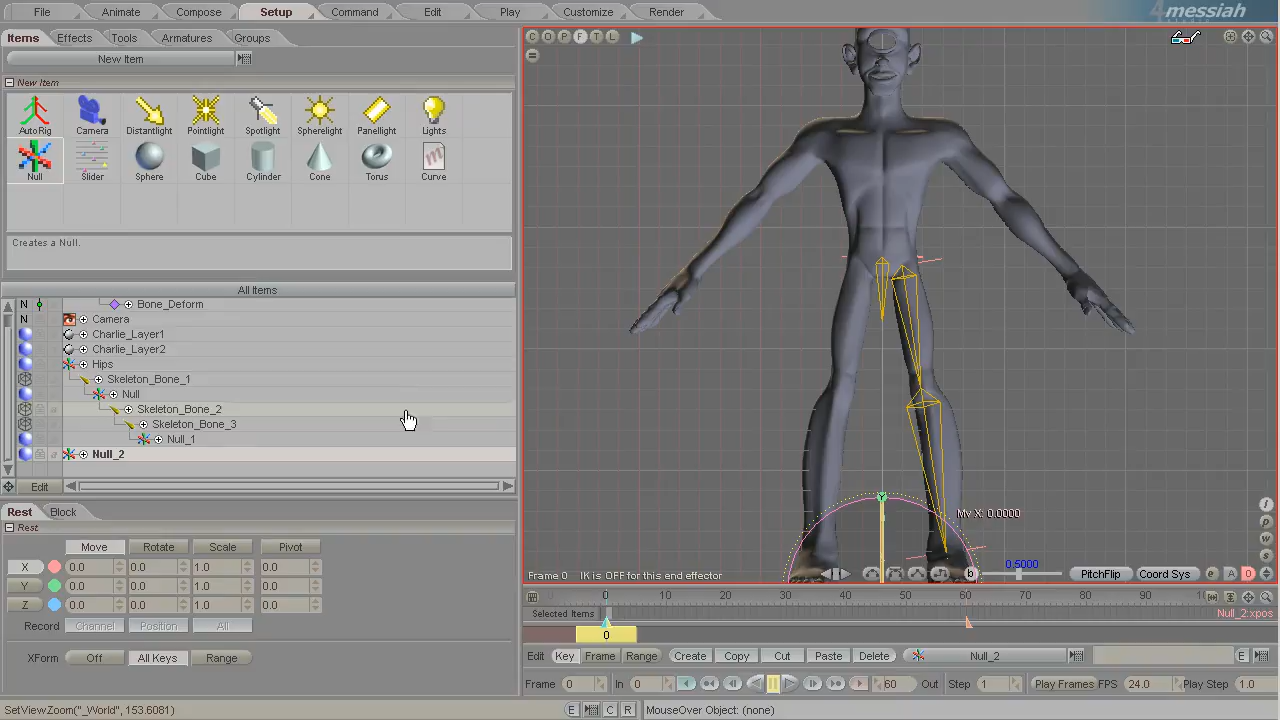 File Animate Compose Setup Command Edit Play Customize Render 4messiah
Items Effects Tools Armatures Groups
C O P F T L
New Item
New Item
AutoRig Camera Distantlight Pointlight Spotlight Spherelight Panellight Lights
Null Slider Sphere Cube Cylinder Cone Torus Curve
Creates a Null.
All Items
N Bone_Deform
N Camera
Charlie_Layer1
Charlie_Layer2
Hips
Skeleton_Bone_1
Null
Skeleton_Bone_2
Skeleton_Bone_3
Null_1
Null_2
Edit
Rest Block
Rest
Move Rotate Scale Pivot
X 0.0 0.0 1.0 0.0
Y 0.0 0.0 1.0 0.0
Z 0.0 0.0 1.0 0.0
Record Channel Position All
XForm Off All Keys Range
Mv X: 0.0000
Frame 0 IK is OFF for this end effector
0.5000
PitchFlip Coord Sys e A D
0 20 40 60 80
Selected Items Null_2:xpos
0
Edit Key Frame Range Create Copy Cut Paste Delete Null_2 E
Frame 0 In 0 60 Out Step 1 Play Frames FPS 24.0 Play Step 1.0
SetViewZoom("_World", 153.6081) E C R MouseOver Object: (none)